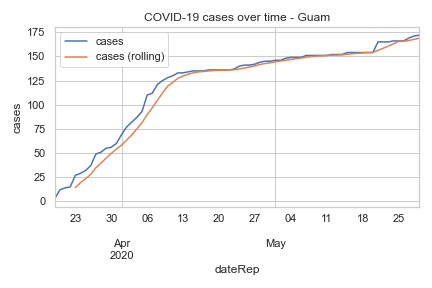 COVID-19 cases over time - Guam
cases
cases (rolling)
175
150
125
100
75
50
25
0
cases
23 30 06 13 20 27 04 11 18 25
Apr May
2020
dateRep